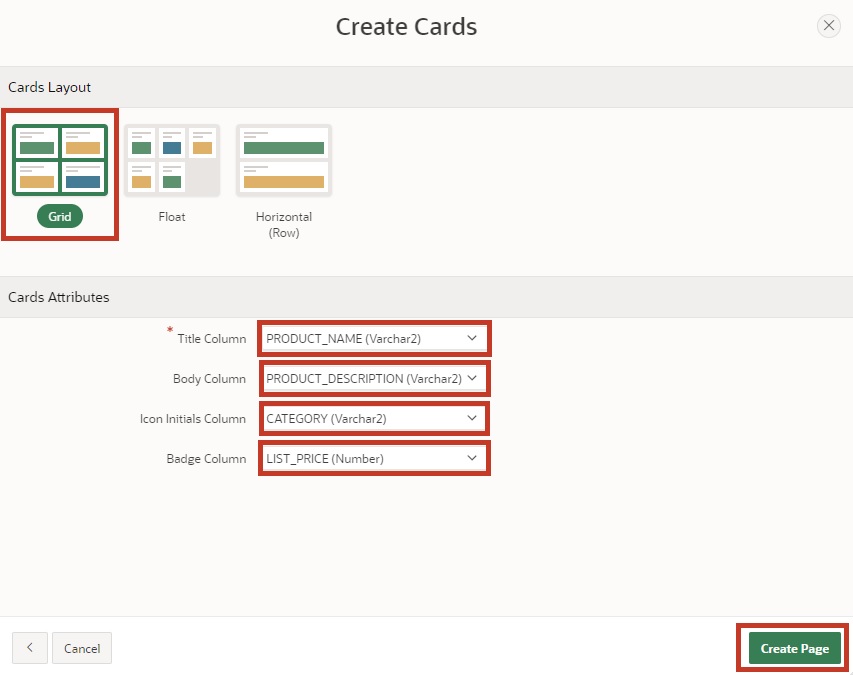 Create Cards
Cards Layout
Grid
Float
Horizontal
(Row)
Cards Attributes
* Title Column
PRODUCT_NAME (Varchar2)
Body Column
PRODUCT_DESCRIPTION (Varchar2)
Icon Initials Column
CATEGORY (Varchar2)
Badge Column
LIST_PRICE (Number)
Cancel
Create Page